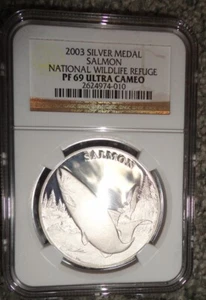 2003 SILVER MEDAL
SALMON
NATIONAL WILDLIFE REFUGE
PF 69 ULTRA CAMEO
2624974-010
SALMON